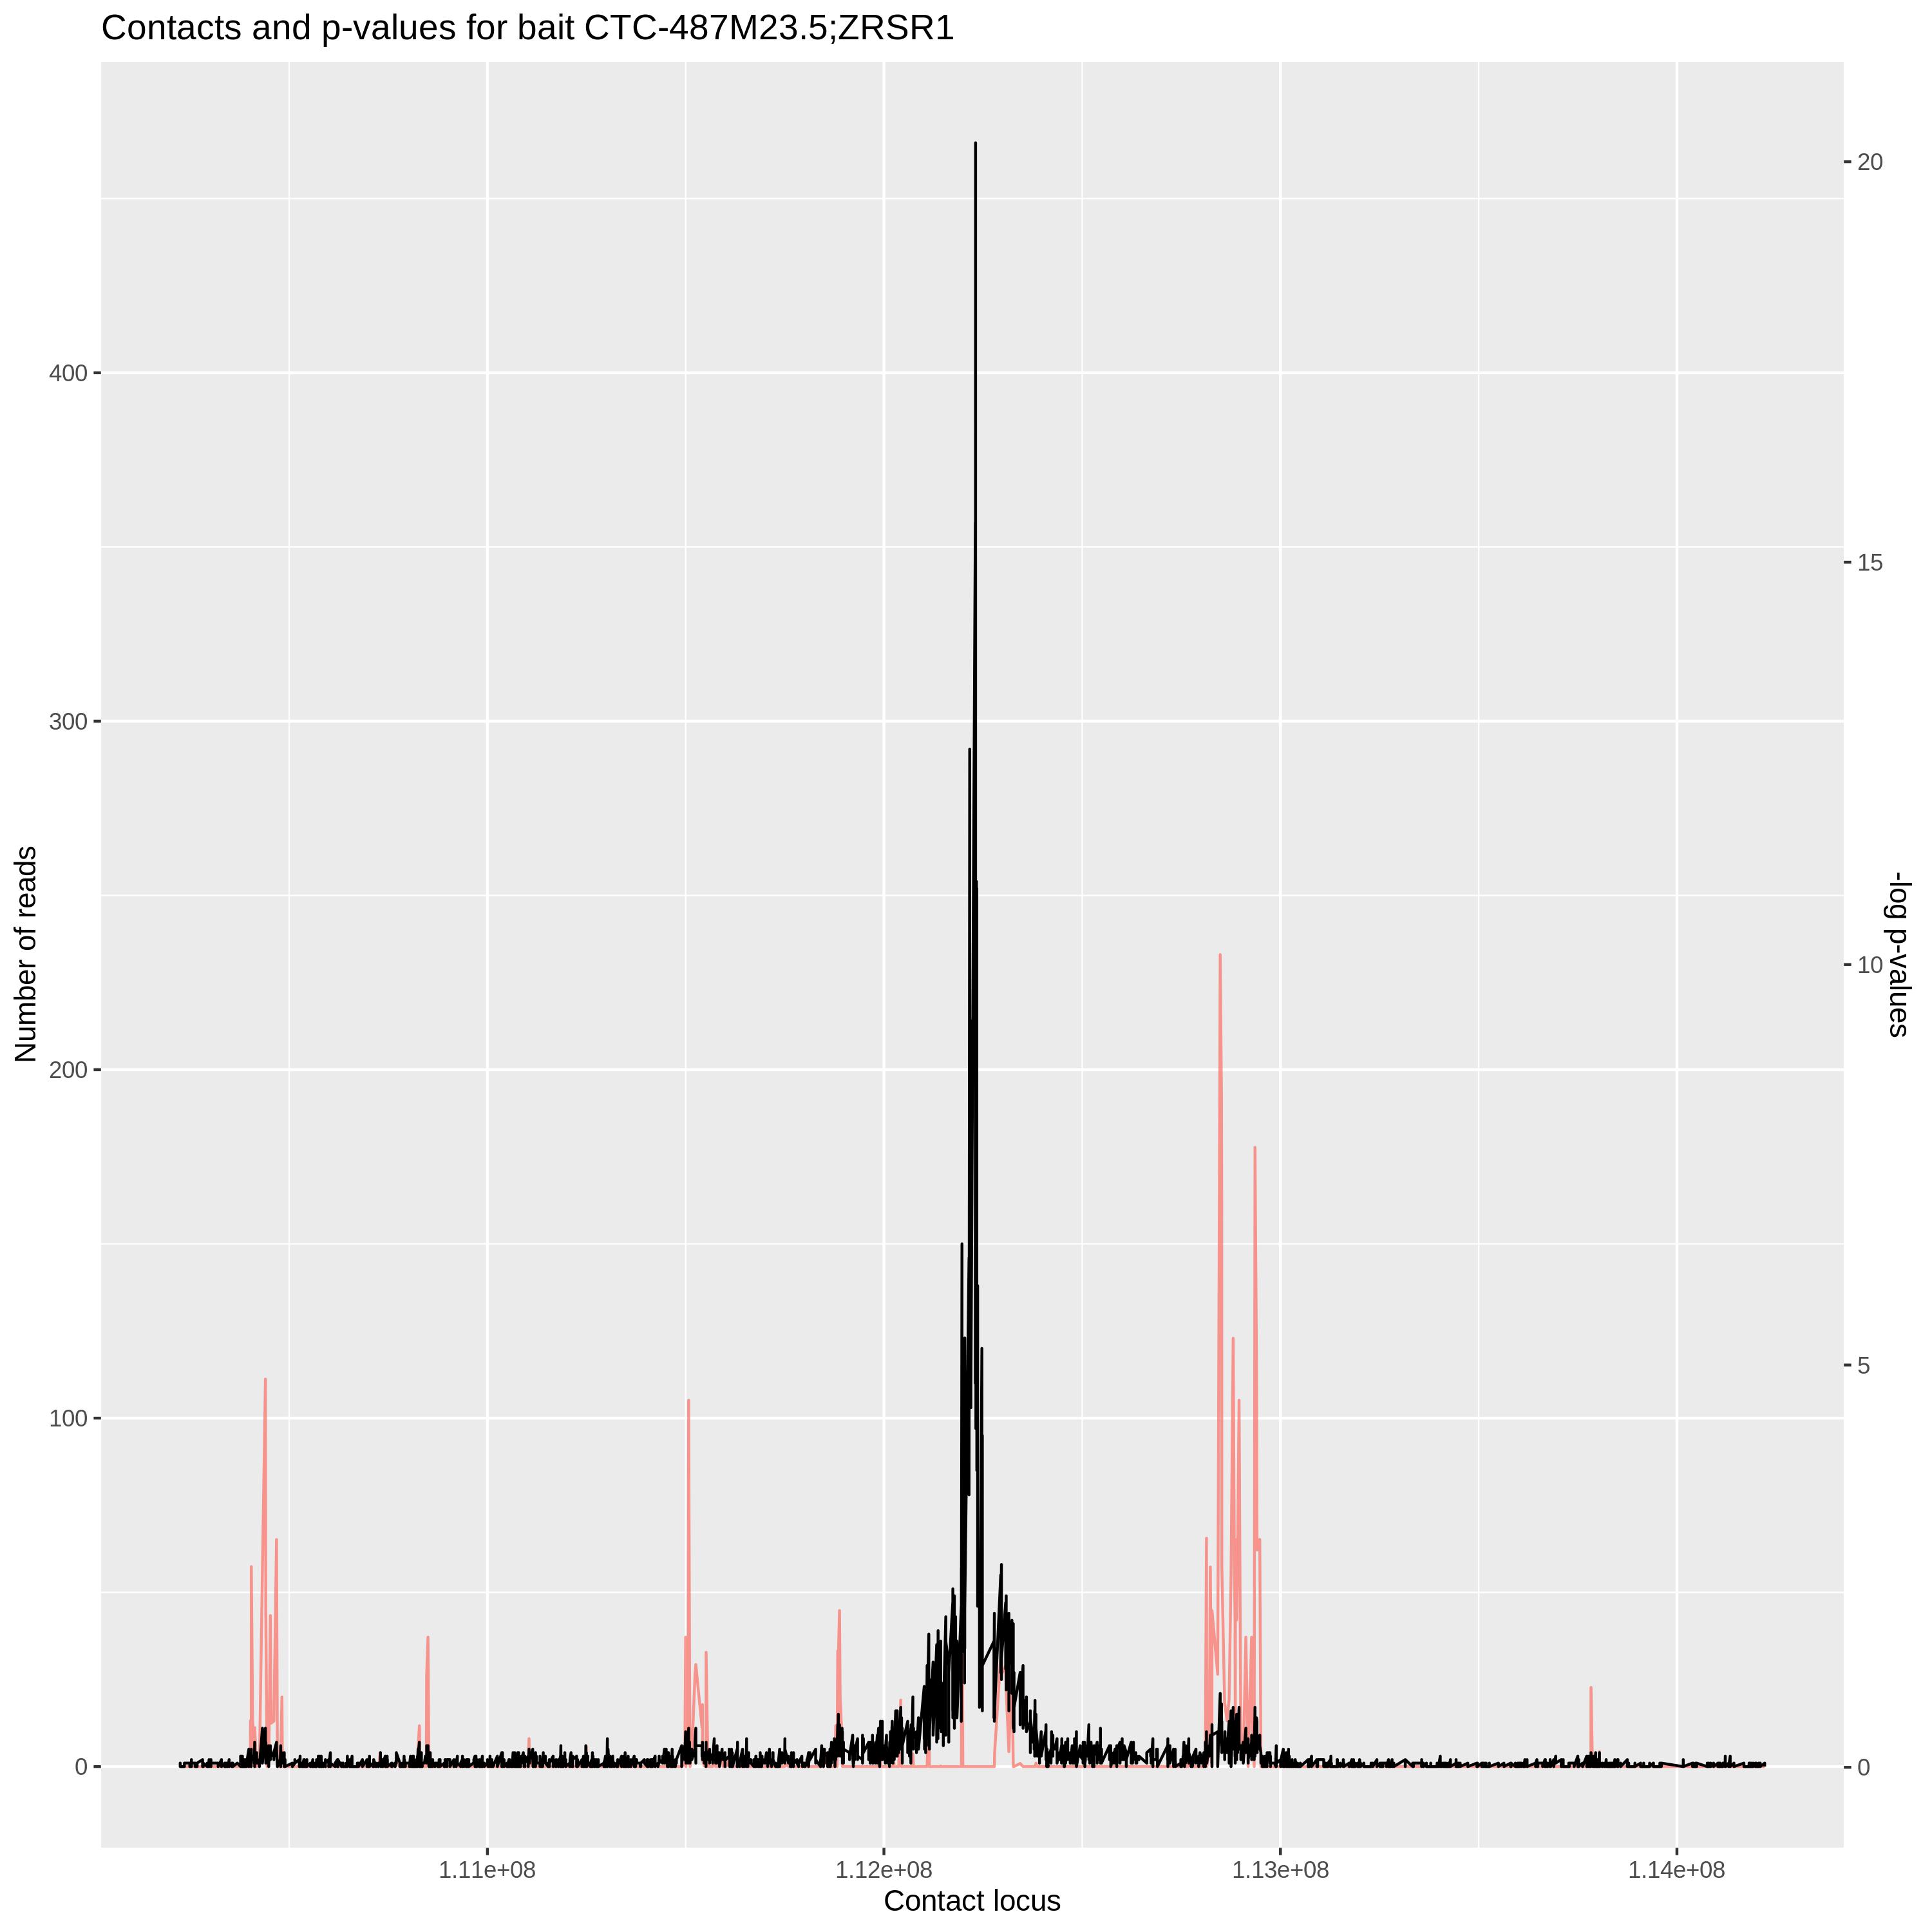 Contacts and p-values for bait CTC-487M23.5;ZRSR1
Number of reads
400
300
200
100
0
20
15
10
5
0
-log p-values
1.11e+08 1.12e+08 1.13e+08 1.14e+08
Contact locus